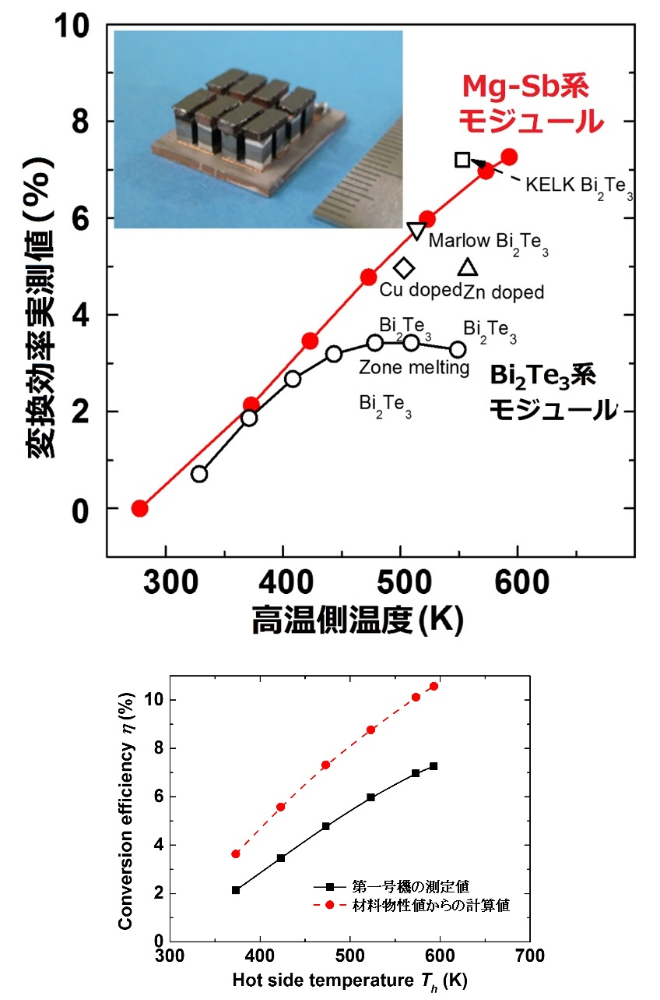 10
8
6
4
2
0
変換効率実測値(%)
Mg-Sb系
モジュール
KELK Bi₂Te₃
Marlow Bi₂Te₃
Cu doped
Bi₂Te₃
Zn doped
Bi₂Te₃
Zone melting
Bi₂Te₃
Bi₂Te₃系
モジュール
300 400 500 600
高温側温度(K)
Conversion efficiency η (%)
10
8
6
4
2
0
第一号機の測定値
材料物性値からの計算値
300 400 500 600 700
Hot side temperature Tₕ (K)